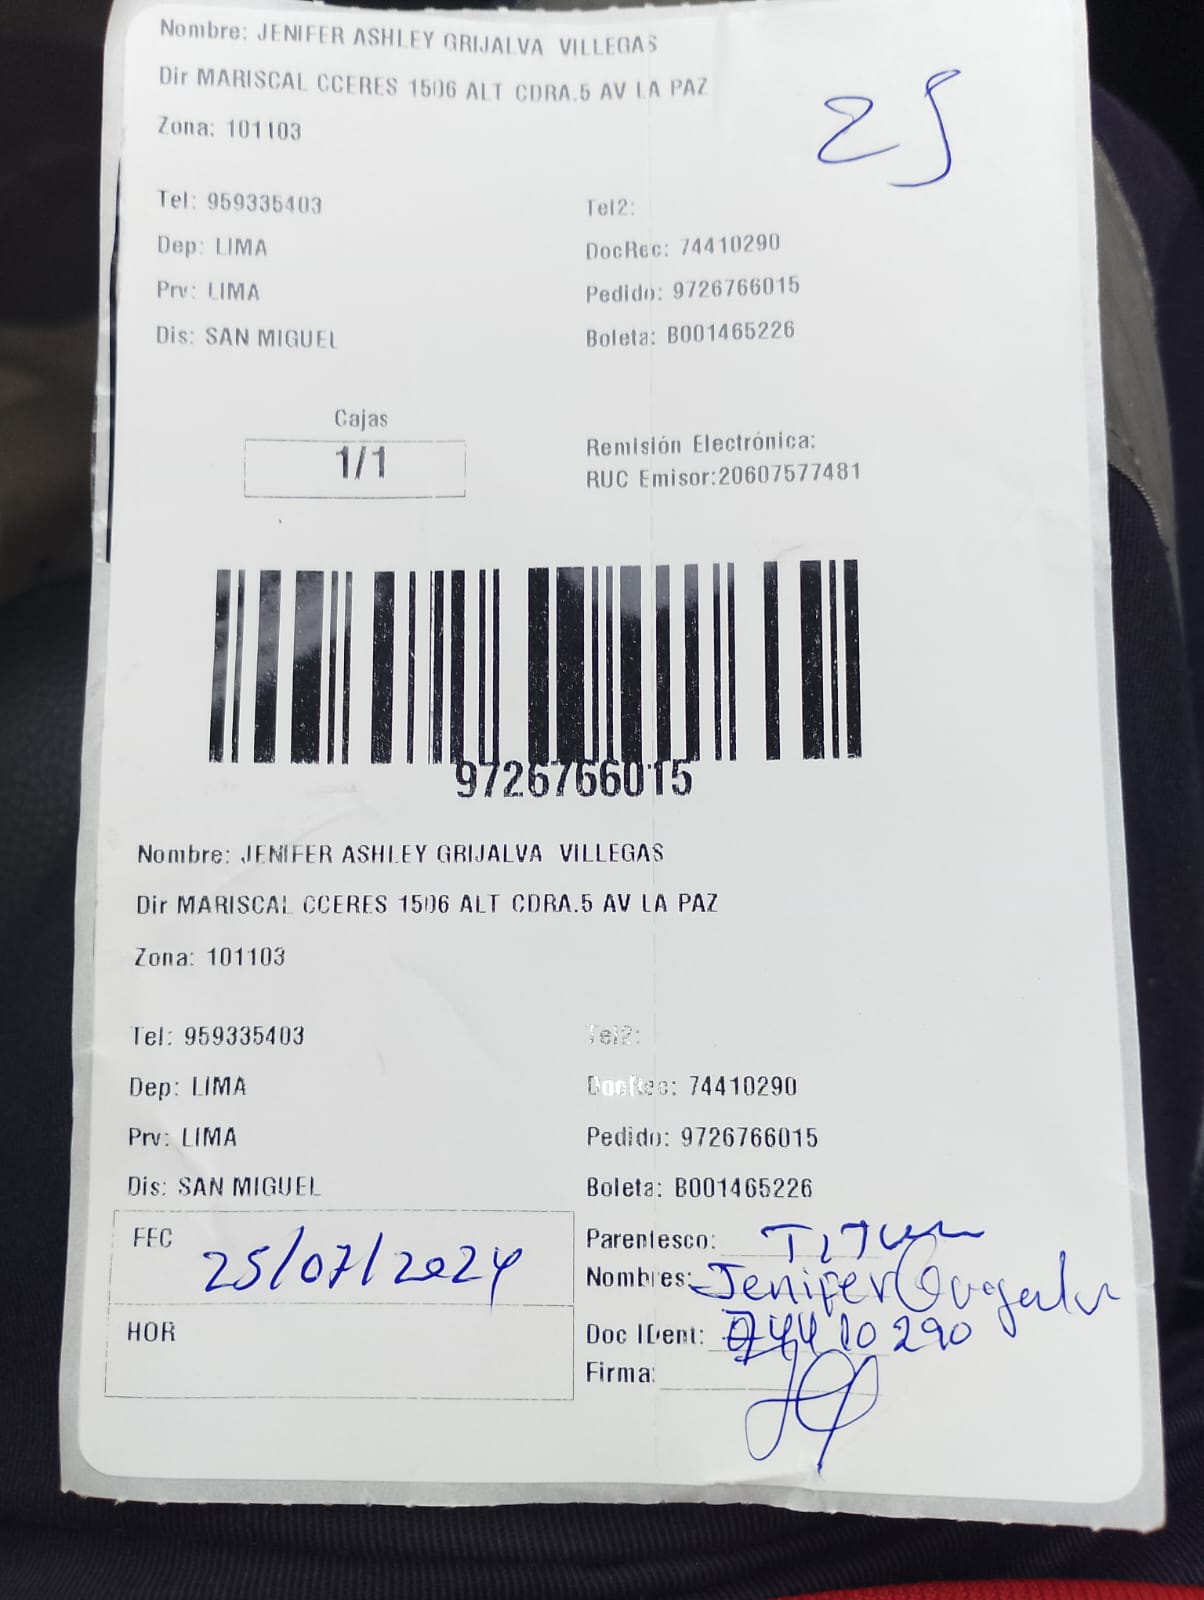 Nombre: JENIFER ASHLEY GRIJALVA VILLEGAS
Dir MARISCAL CCERES 1506 ALT CDRA.5 AV LA PAZ
25
Zona: 101103
Tel: 959335403 Tel2:
Dep: LIMA DocRec: 74410290
Prv: LIMA Pedido: 9726766015
Dis: SAN MIGUEL Boleta: B001465226
Cajas
1/1
Remisión Electrónica:
RUC Emisor:20607577481
9726766015
Nombre: JENIFER ASHLEY GRIJALVA VILLEGAS
Dir MARISCAL CCERES 1506 ALT CDRA.5 AV LA PAZ
Zona: 101103
Tel: 959335403 Tel2:
Dep: LIMA DocRec: 74410290
Prv: LIMA Pedido: 9726766015
Dis: SAN MIGUEL Boleta: B001465226
FEC 25/07/2024
HOR
Parentesco:
Nombres: Jenifer
Doc IDent: 74410290
Firma: